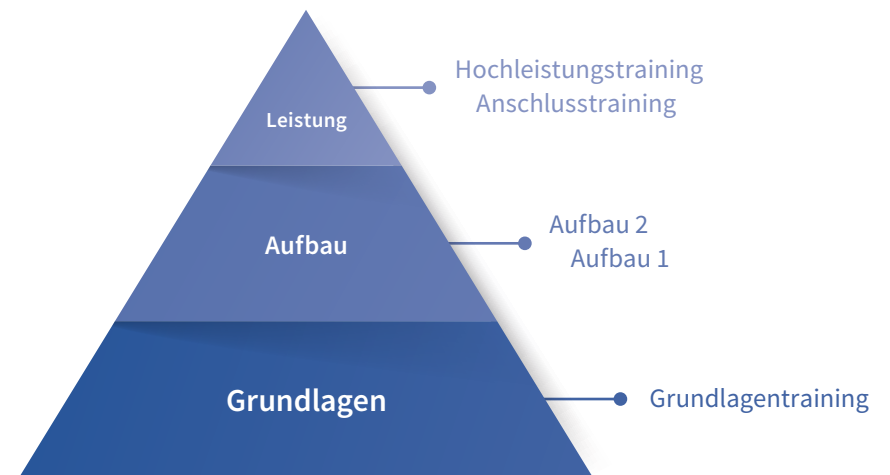 Hochleistungstraining
Anschlusstraining
Leistung
Aufbau 2
Aufbau 1
Aufbau
Grundlagen
Grundlagentraining